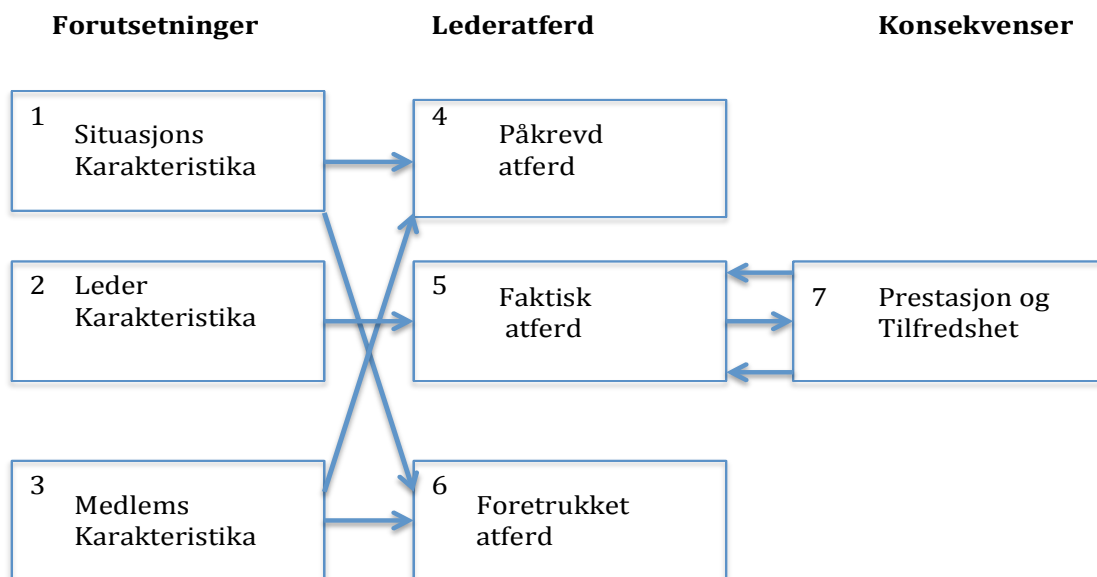 Forutsetninger
Lederatferd
Konsekvenser
1
Situasjons
Karakteristika
4
Påkrevd
atferd
2
Leder
Karakteristika
5
Faktisk
atferd
7
Prestasjon og
Tilfredshet
3
Medlems
Karakteristika
6
Foretrukket
atferd